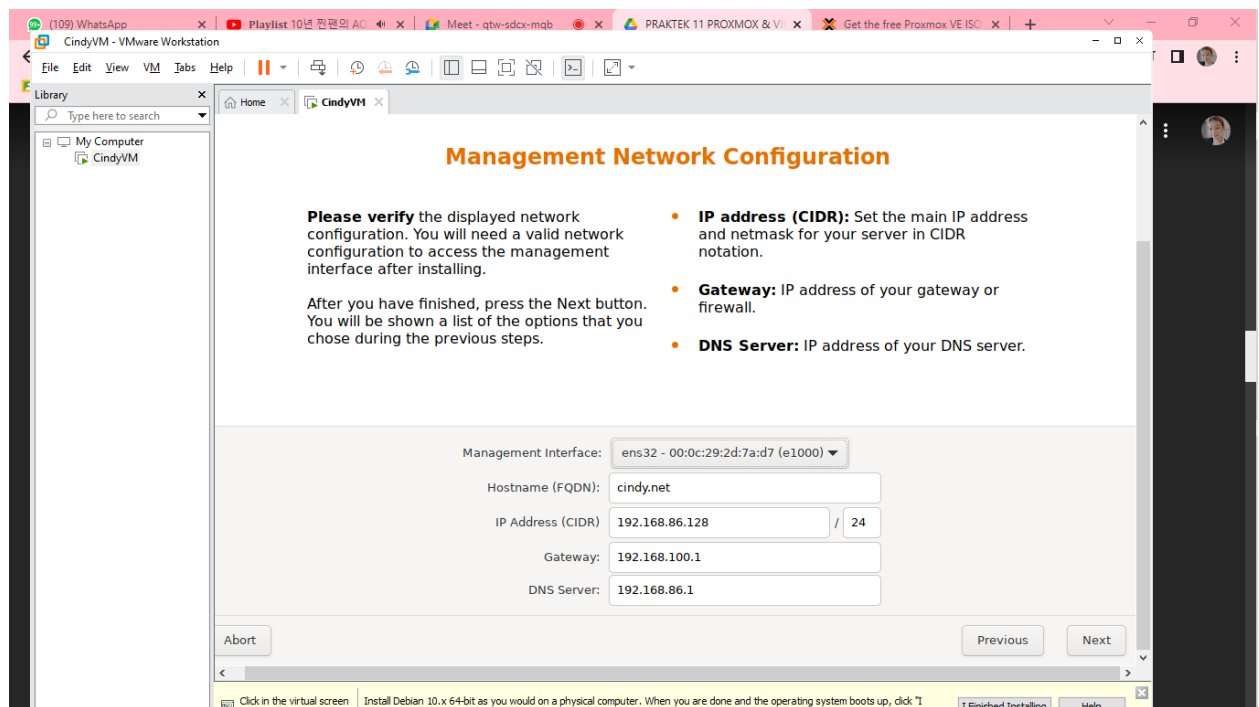 (109) WhatsApp
Playlist 10년 찐팬의 AO
Meet - qtw-sdcx-mqb
PRAKTEK 11 PROXMOX & VI
Get the free Proxmox VE ISO
CindyVM - VMware Workstation
File Edit View VM Tabs Help
Library
Type here to search
My Computer
CindyVM
Home
CindyVM
Management Network Configuration
Please verify the displayed network
configuration. You will need a valid network
configuration to access the management
interface after installing.
After you have finished, press the Next button.
You will be shown a list of the options that you
chose during the previous steps.
• IP address (CIDR): Set the main IP address
and netmask for your server in CIDR
notation.
• Gateway: IP address of your gateway or
firewall.
• DNS Server: IP address of your DNS server.
Management Interface: ens32 - 00:0c:29:2d:7a:d7 (e1000)
Hostname (FQDN): cindy.net
IP Address (CIDR) 192.168.86.128 / 24
Gateway: 192.168.100.1
DNS Server: 192.168.86.1
Abort
Previous
Next
Click in the virtual screen
Install Debian 10.x 64-bit as you would on a physical computer. When you are done and the operating system boots up, click "I
I Finished Installing
Help